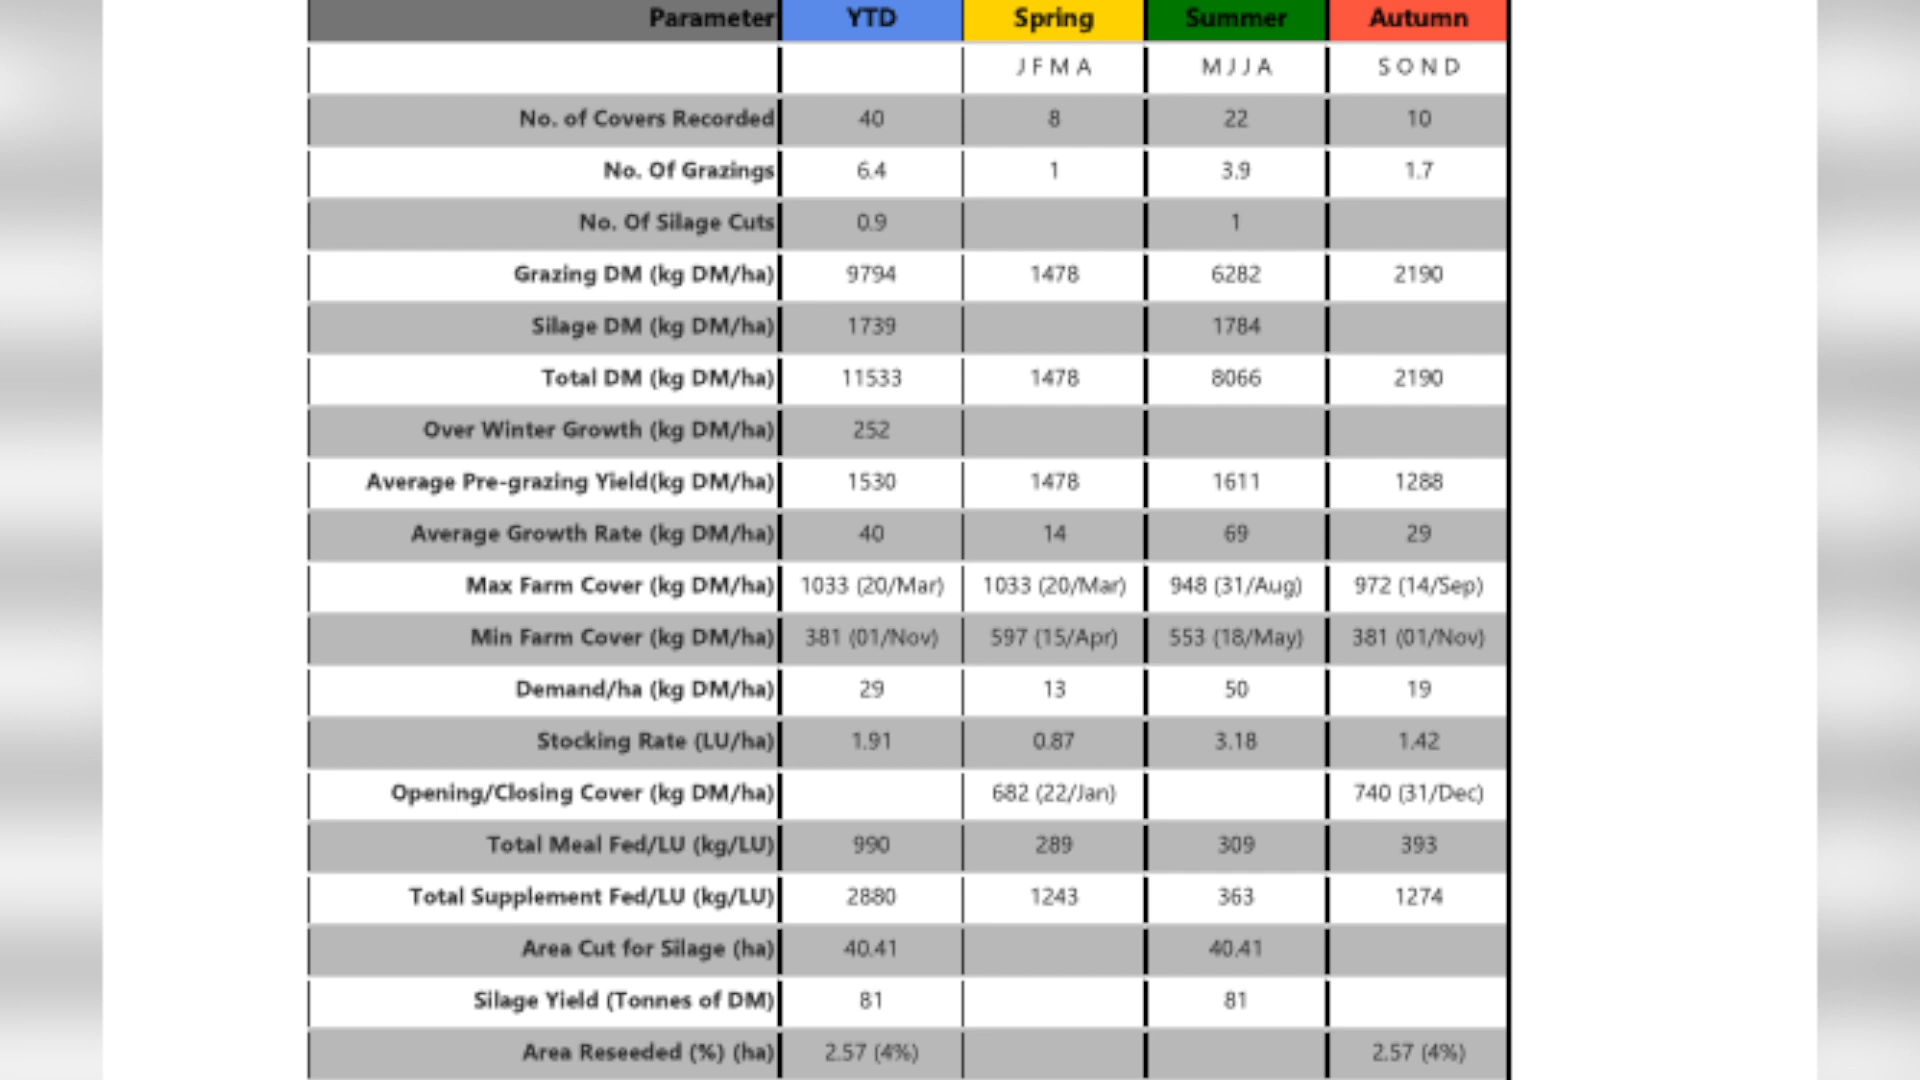 Parameter YTD Spring Summer Autumn
J F M A M J J A S O N D
No. of Covers Recorded 40 8 22 10
No. Of Grazings 6.4 1 3.9 1.7
No. Of Silage Cuts 0.9 1
Grazing DM (kg DM/ha) 9794 1478 6282 2190
Silage DM (kg DM/ha) 1739 1784
Total DM (kg DM/ha) 11533 1478 8066 2190
Over Winter Growth (kg DM/ha) 252
Average Pre-grazing Yield(kg DM/ha) 1530 1478 1611 1288
Average Growth Rate (kg DM/ha) 40 14 69 29
Max Farm Cover (kg DM/ha) 1033 (20/Mar) 1033 (20/Mar) 948 (31/Aug) 972 (14/Sep)
Min Farm Cover (kg DM/ha) 381 (01/Nov) 597 (15/Apr) 553 (18/May) 381 (01/Nov)
Demand/ha (kg DM/ha) 29 13 50 19
Stocking Rate (LU/ha) 1.91 0.87 3.18 1.42
Opening/Closing Cover (kg DM/ha) 682 (22/Jan) 740 (31/Dec)
Total Meal Fed/LU (kg/LU) 990 289 309 393
Total Supplement Fed/LU (kg/LU) 2880 1243 363 1274
Area Cut for Silage (ha) 40.41 40.41
Silage Yield (Tonnes of DM) 81 81
Area Reseeded (%) (ha) 2.57 (4%) 2.57 (4%)